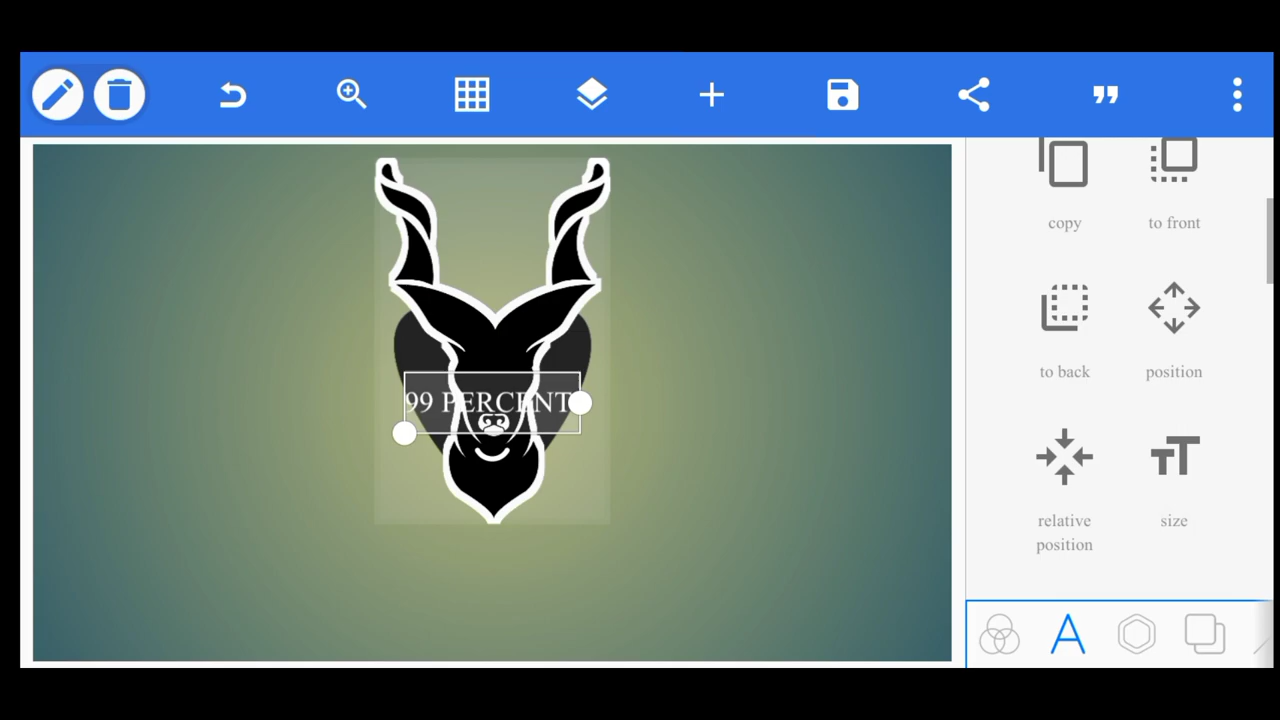 copy
to front
to back
position
99 PERCENT
relative
position
size